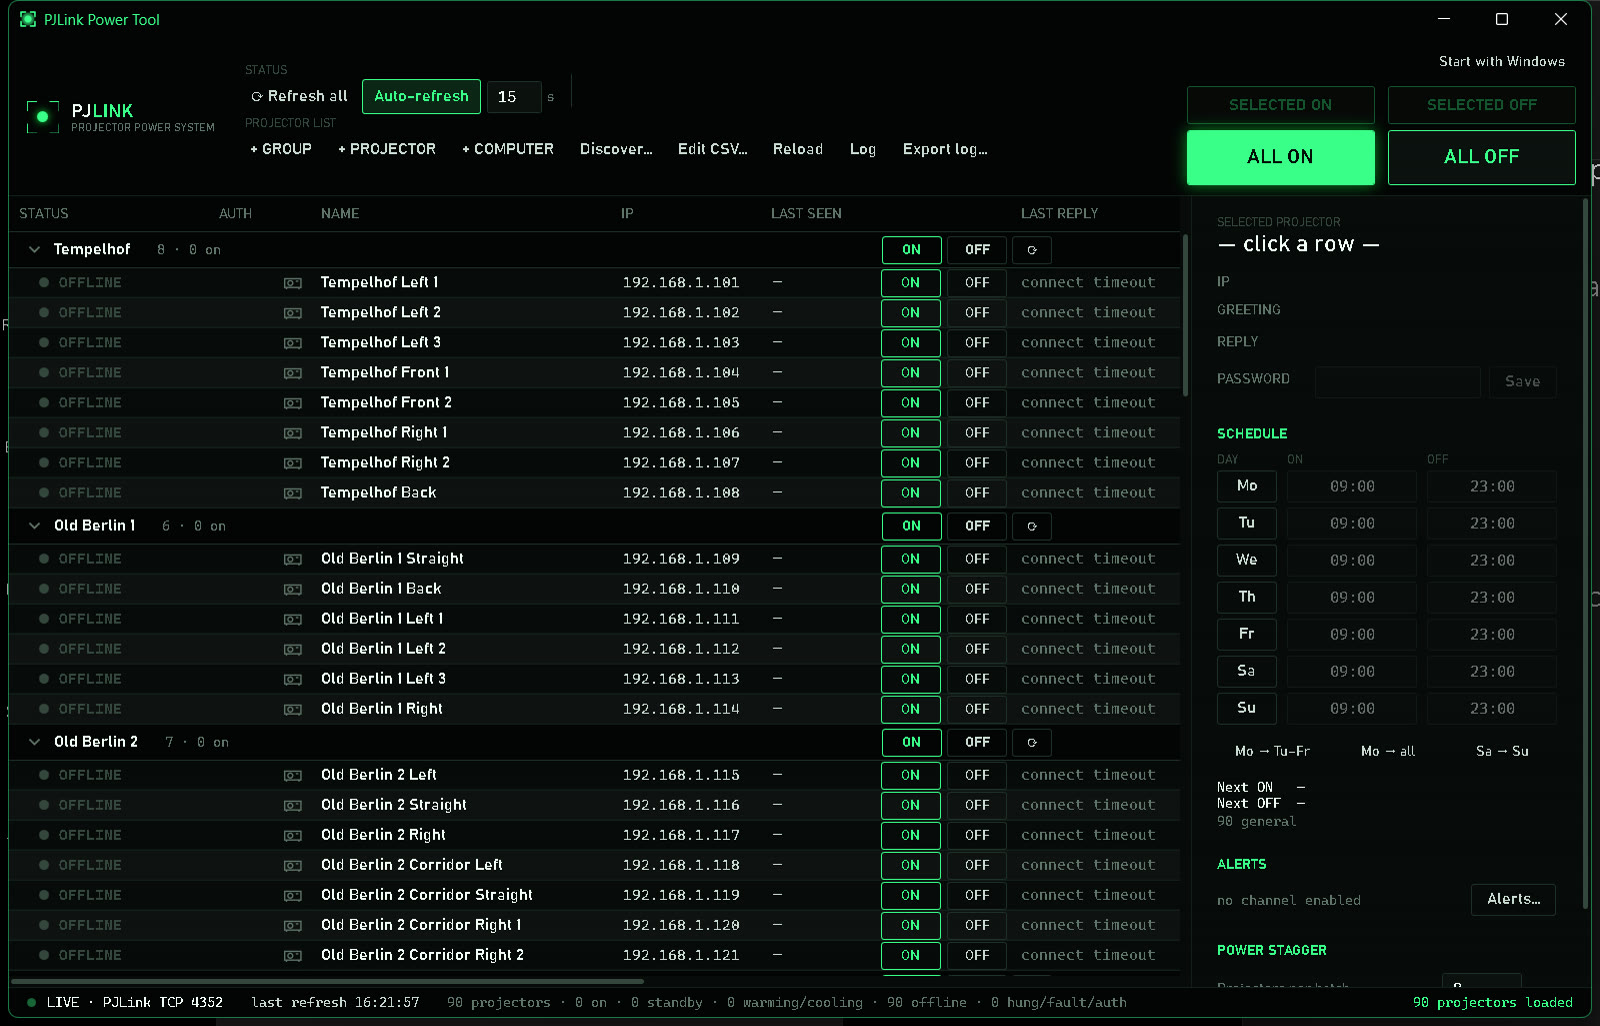 PJLink Power Tool
Start with Windows
STATUS
⟳ Refresh all Auto-refresh 15 s
PJLINK
PROJECTOR POWER SYSTEM
PROJECTOR LIST
+ GROUP + PROJECTOR + COMPUTER Discover... Edit CSV... Reload Log Export log...
SELECTED ON SELECTED OFF
ALL ON ALL OFF
STATUS AUTH NAME IP LAST SEEN LAST REPLY
Tempelhof 8 · 0 on ON OFF ⟳
OFFLINE Tempelhof Left 1 192.168.1.101 — ON OFF connect timeout
OFFLINE Tempelhof Left 2 192.168.1.102 — ON OFF connect timeout
OFFLINE Tempelhof Left 3 192.168.1.103 — ON OFF connect timeout
OFFLINE Tempelhof Front 1 192.168.1.104 — ON OFF connect timeout
OFFLINE Tempelhof Front 2 192.168.1.105 — ON OFF connect timeout
OFFLINE Tempelhof Right 1 192.168.1.106 — ON OFF connect timeout
OFFLINE Tempelhof Right 2 192.168.1.107 — ON OFF connect timeout
OFFLINE Tempelhof Back 192.168.1.108 — ON OFF connect timeout
Old Berlin 1 6 · 0 on ON OFF ⟳
OFFLINE Old Berlin 1 Straight 192.168.1.109 — ON OFF connect timeout
OFFLINE Old Berlin 1 Back 192.168.1.110 — ON OFF connect timeout
OFFLINE Old Berlin 1 Left 1 192.168.1.111 — ON OFF connect timeout
OFFLINE Old Berlin 1 Left 2 192.168.1.112 — ON OFF connect timeout
OFFLINE Old Berlin 1 Left 3 192.168.1.113 — ON OFF connect timeout
OFFLINE Old Berlin 1 Right 192.168.1.114 — ON OFF connect timeout
Old Berlin 2 7 · 0 on ON OFF ⟳
OFFLINE Old Berlin 2 Left 192.168.1.115 — ON OFF connect timeout
OFFLINE Old Berlin 2 Straight 192.168.1.116 — ON OFF connect timeout
OFFLINE Old Berlin 2 Right 192.168.1.117 — ON OFF connect timeout
OFFLINE Old Berlin 2 Corridor Left 192.168.1.118 — ON OFF connect timeout
OFFLINE Old Berlin 2 Corridor Straight 192.168.1.119 — ON OFF connect timeout
OFFLINE Old Berlin 2 Corridor Right 1 192.168.1.120 — ON OFF connect timeout
OFFLINE Old Berlin 2 Corridor Right 2 192.168.1.121 — ON OFF connect timeout
SELECTED PROJECTOR
— click a row —
IP
GREETING
REPLY
PASSWORD Save
SCHEDULE
DAY ON OFF
Mo 09:00 23:00
Tu 09:00 23:00
We 09:00 23:00
Th 09:00 23:00
Fr 09:00 23:00
Sa 09:00 23:00
Su 09:00 23:00
Mo → Tu-Fr Mo → all Sa → Su
Next ON —
Next OFF —
90 general
ALERTS
no channel enabled Alerts...
POWER STAGGER
LIVE · PJLink TCP 4352 last refresh 16:21:57 90 projectors · 0 on · 0 standby · 0 warming/cooling · 90 offline · 0 hung/fault/auth 90 projectors loaded